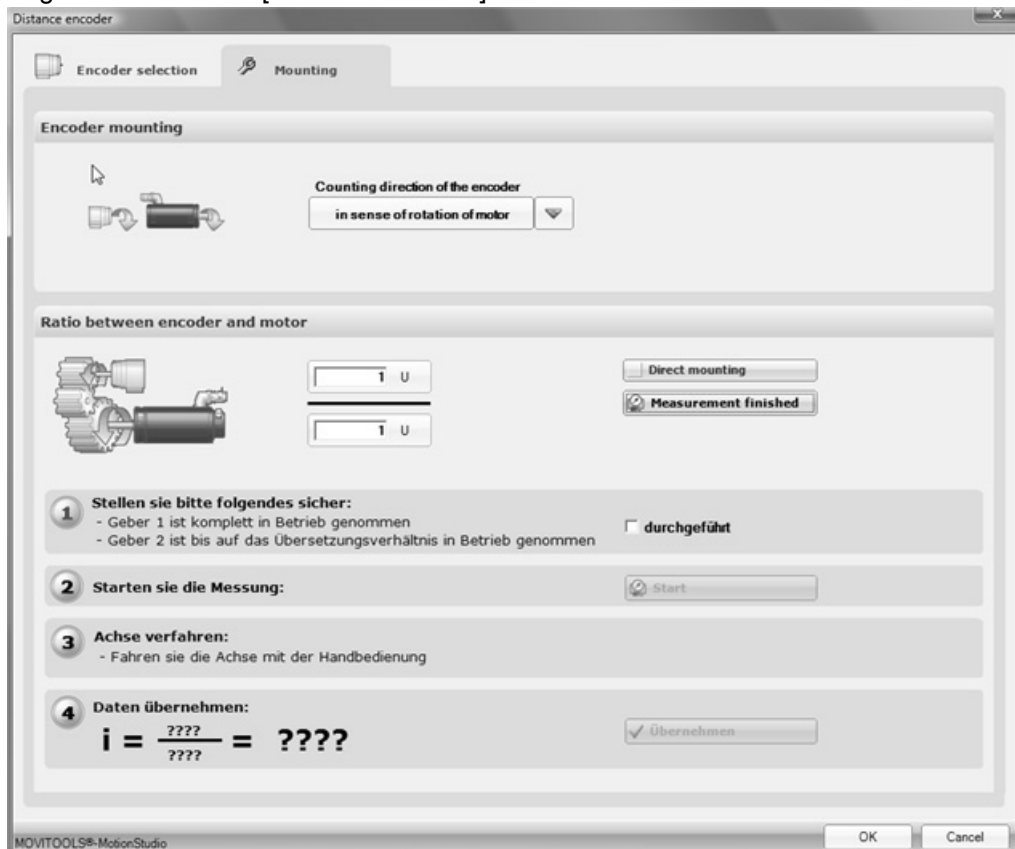 Distance encoder
Encoder selection
Mounting
Encoder mounting
Counting direction of the encoder
in sense of rotation of motor
Ratio between encoder and motor
1 U
Direct mounting
Measurement finished
1 U
1 Stellen sie bitte folgendes sicher:
- Geber 1 ist komplett in Betrieb genommen
durchgeführt
- Geber 2 ist bis auf das Übersetzungsverhältnis in Betrieb genommen
2 Starten sie die Messung:
Start
3 Achse verfahren:
- Fahren sie die Achse mit der Handbedienung
4 Daten übernehmen:
i = ????/???? = ????
Übernehmen
OK
Cancel
MOVITOOLS®-MotionStudio